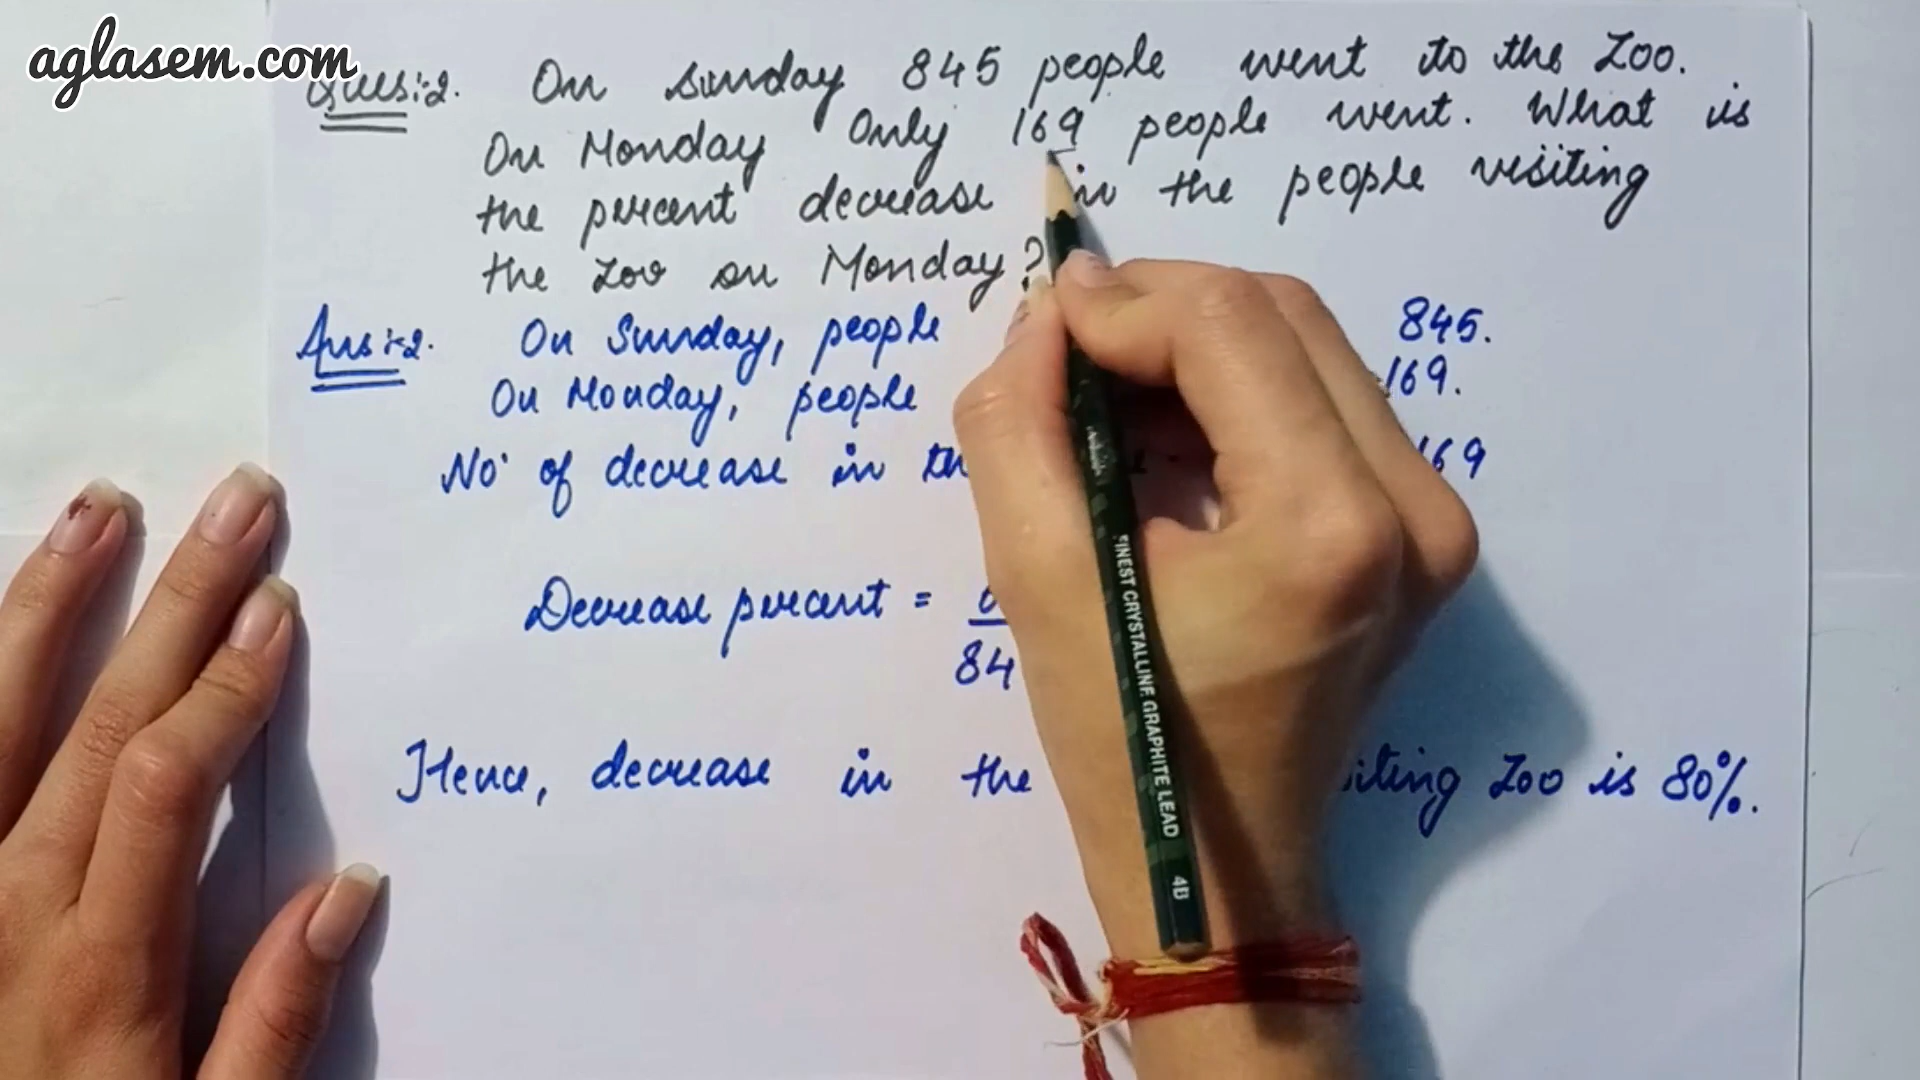 aglasem.com
Ques:-2. On Sunday 845 people went to the Zoo.
On Monday Only 169 people went. What is
the percent decrease in the people visiting
the Zoo on Monday?
Ans:-2. On Sunday, people 845.
On Monday, people 169.
No. of decrease in 169
Decrease percent =
84
Hence, decrease in the Zoo is 80%.
FINEST CRYSTALLINE GRAPHITE LEAD 4B